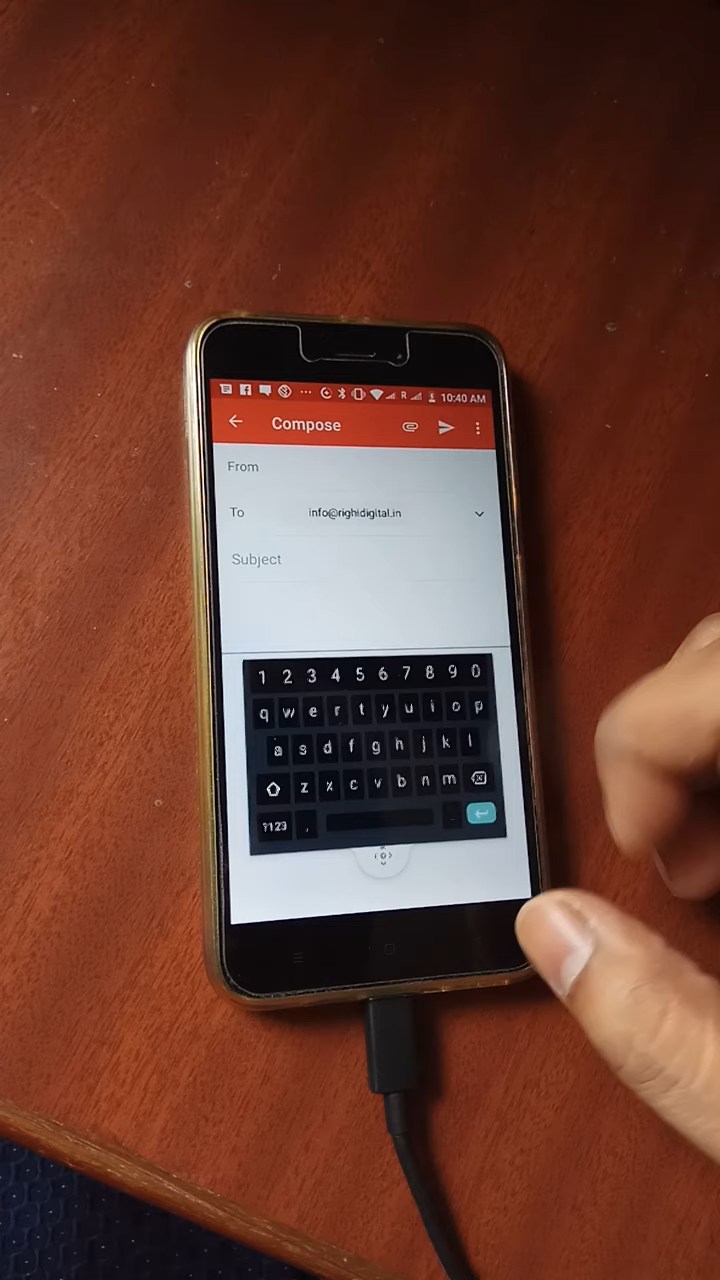 R 10:40 AM
Compose
From
To info@righidigital.in
Subject
1 2 3 4 5 6 7 8 9 0
q w e r t y u i o p
a s d f g h j k l
z x c v b n m
?123 , .